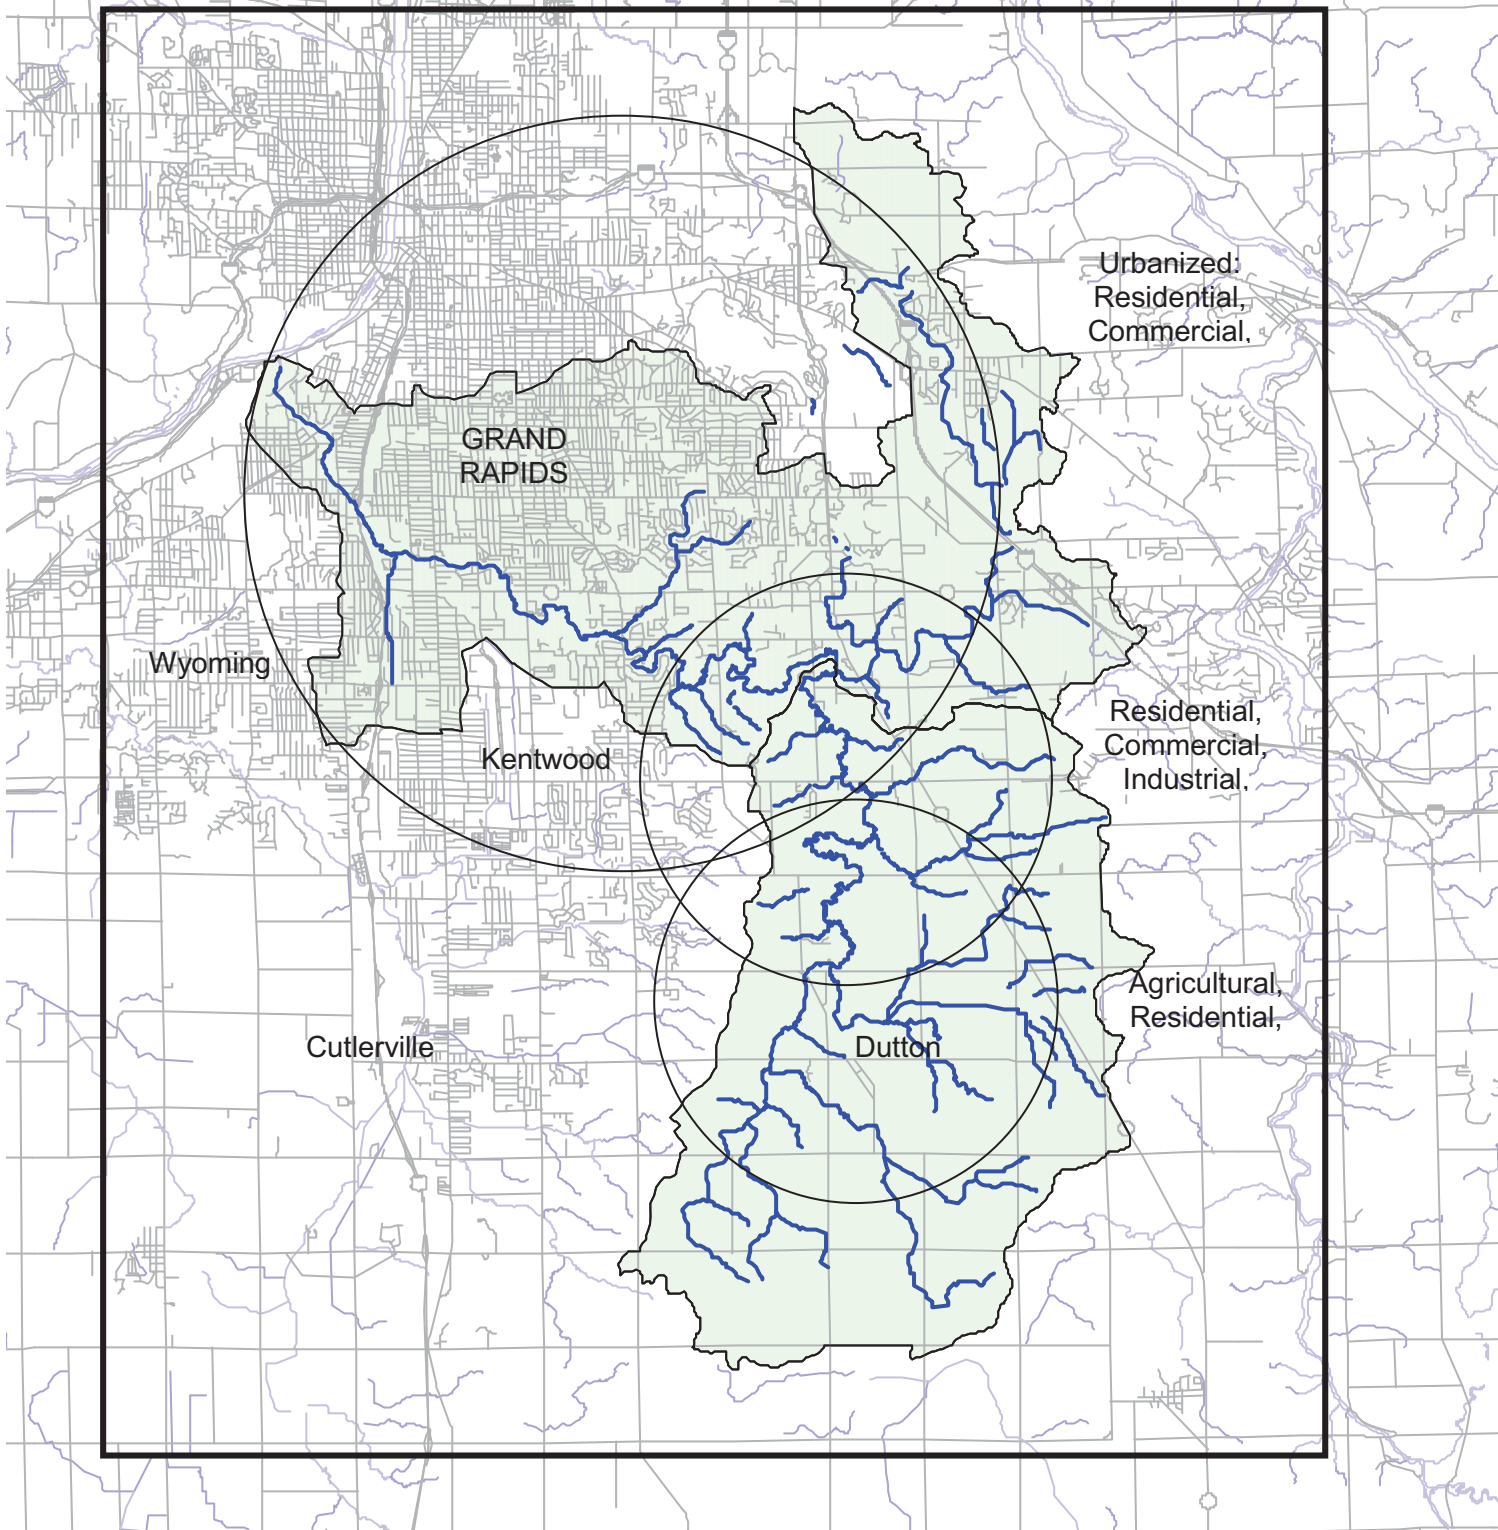 Urbanized:
Residential,
Commercial,
GRAND
RAPIDS
Wyoming
Kentwood
Residential,
Commercial,
Industrial,
Agricultural,
Residential,
Cutlerville
Dutton